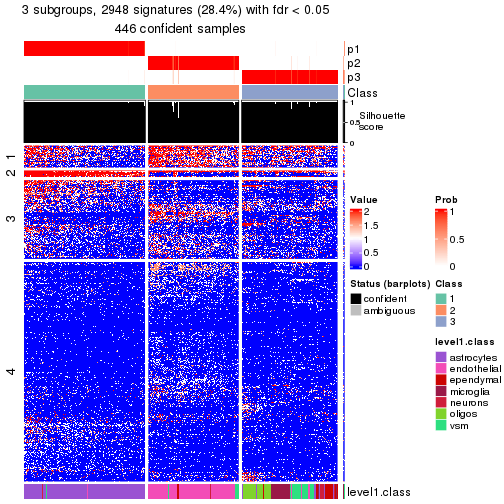 3 subgroups, 2948 signatures (28.4%) with fdr < 0.05
446 confident samples
p1
p2
p3
Class
1
0.5
0
Silhouette
score
1
2
3
4
level1.class
Value
2
1.5
1
0.5
0
Prob
1
0.5
0
Status (barplots)
confident
ambiguous
Class
1
2
3
level1.class
astrocytes
endothelial
ependymal
microglia
neurons
oligos
vsm